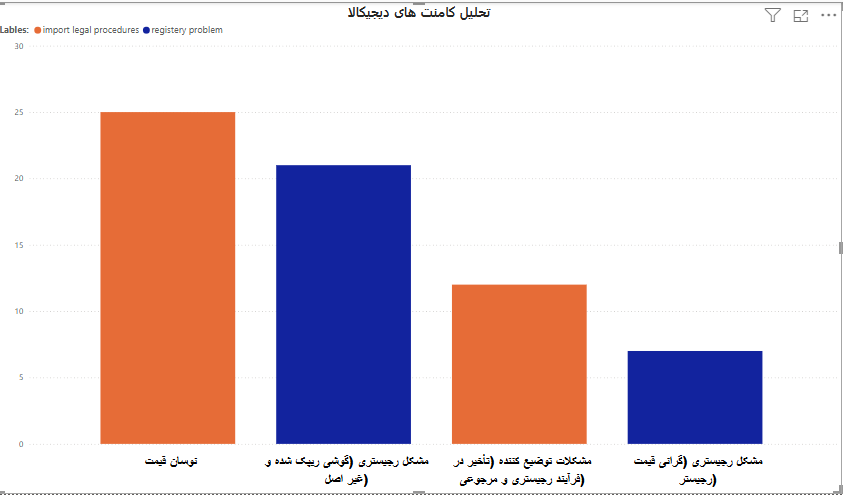 تحلیل کامنت های دیجیکالا
Lables: import legal procedures registery problem
30
25
20
15
10
5
0
نوسان قیمت
مشکل رجیستری (گوشی ریپک شده و
غیر اصل)
مشکلات توضیع کننده (تأخیر در
فرآیند رجیستری و مرجوعی)
مشکل رجیستری (گرانی قیمت
رجیستر)